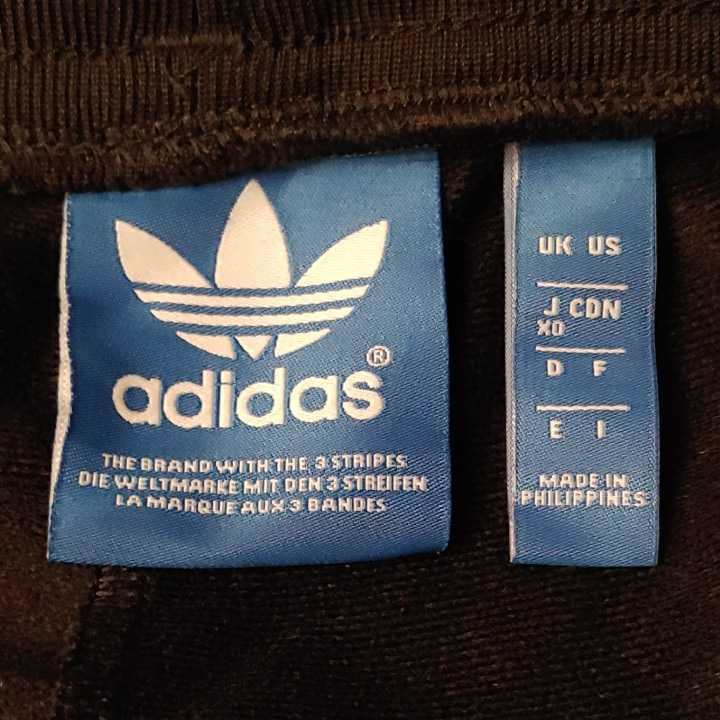 adidas®
THE BRAND WITH THE 3 STRIPES
DIE WELTMARKE MIT DEN 3 STREIFEN
LA MARQUE AUX 3 BANDES
UK US
J CDN
XO
D F
E I
MADE IN
PHILIPPINES